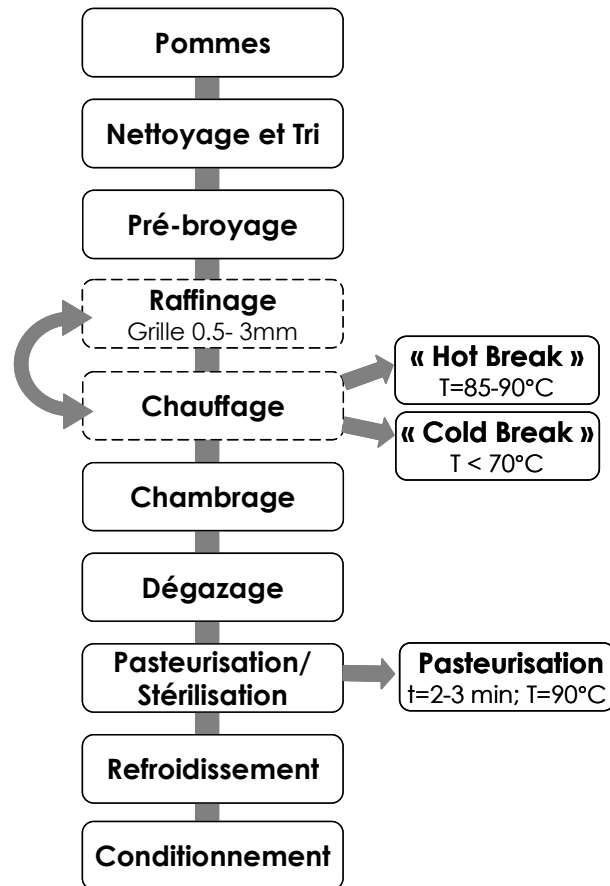 Pommes
Nettoyage et Tri
Pré-broyage
Raffinage
Grille 0.5- 3mm
« Hot Break »
T=85-90°C
Chauffage
« Cold Break »
T < 70°C
Chambrage
Dégazage
Pasteurisation/
Stérilisation
Pasteurisation
t=2-3 min; T=90°C
Refroidissement
Conditionnement